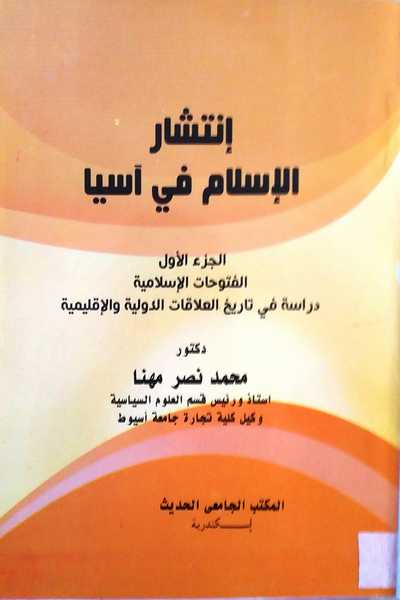 إنتشار
الإسلام في آسيا
الجزء الأول
الفتوحات الإسلامية
دراسة في تاريخ العلاقات الدولية والإقليمية
دكتور
محمد نصر مهنا
استاذ ورئيس قسم العلوم السياسية
وكيل كلية تجارة جامعة أسيوط
المكتب الجامعى الحديث
إسكندرية